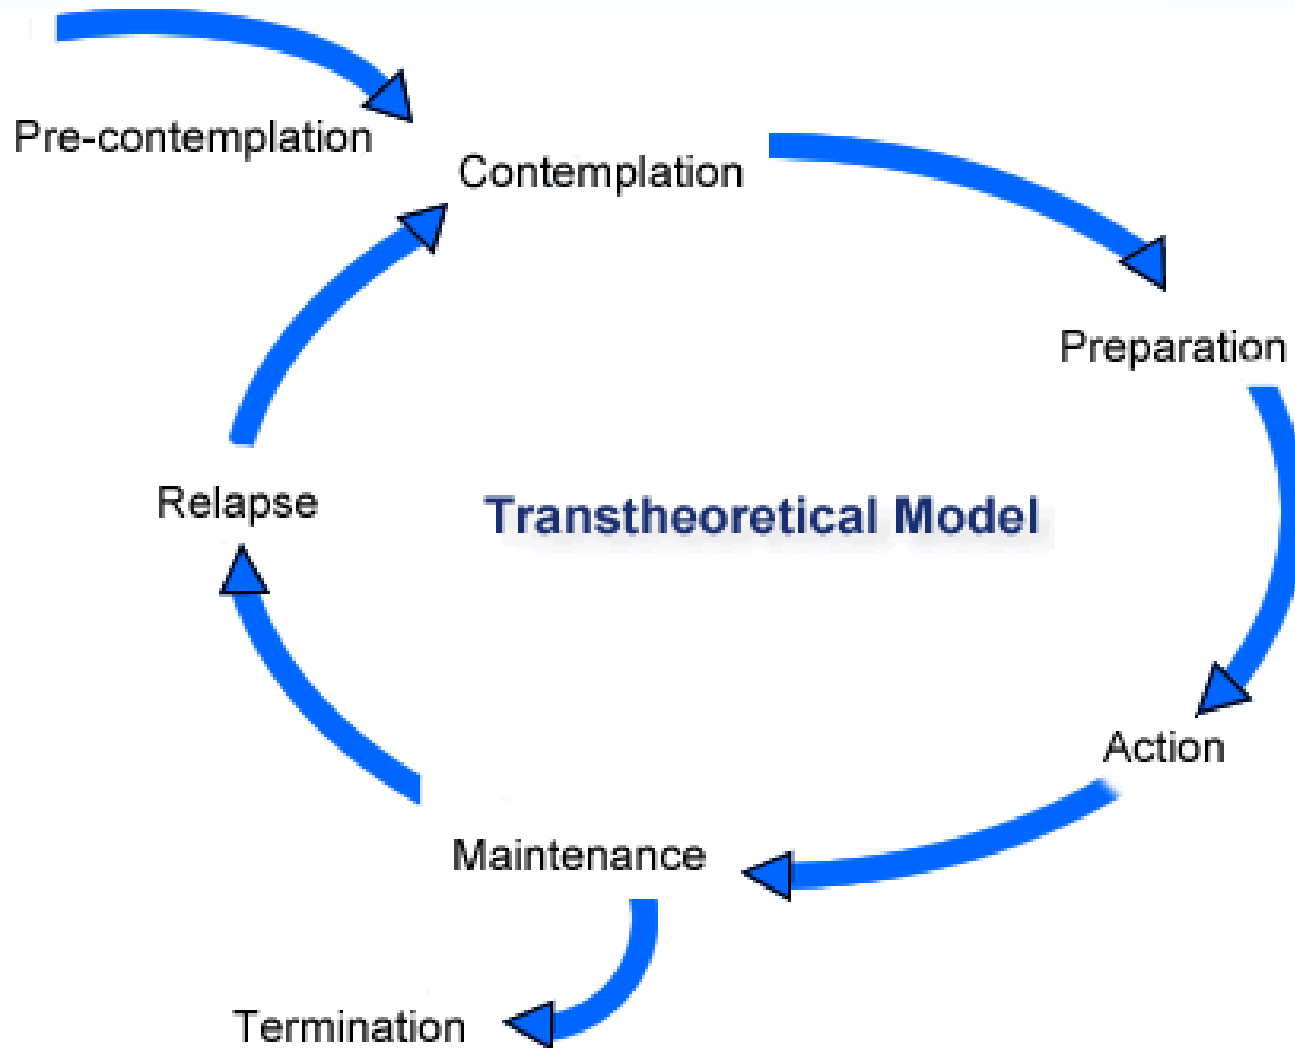 Pre-contemplation
Contemplation
Preparation
Relapse
Transtheoretical Model
Action
Maintenance
Termination